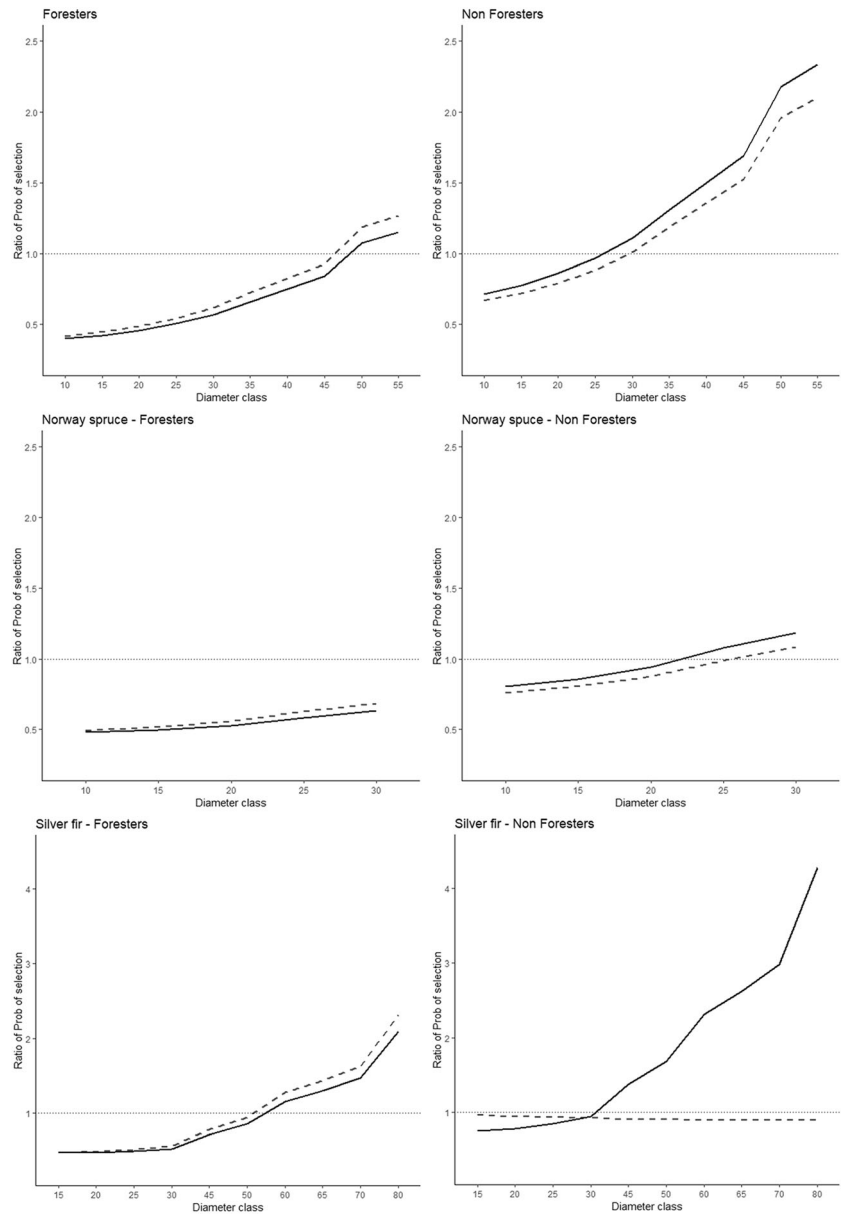 Foresters
2.5
2.0
1.5
1.0
0.5
Ratio of Prob of selection
10 15 20 25 30 35 40 45 50 55
Diameter class
Non Foresters
2.5
2.0
1.5
1.0
0.5
Ratio of Prob of selection
10 15 20 25 30 35 40 45 50 55
Diameter class
Norway spruce - Foresters
2.5
2.0
1.5
1.0
0.5
Ratio of Prob of selection
10 15 20 25 30
Diameter class
Norway spuce - Non Foresters
2.5
2.0
1.5
1.0
0.5
Ratio of Prob of selection
10 15 20 25 30
Diameter class
Silver fir - Foresters
4
3
2
1
Ratio of Prob of selection
15 20 25 30 45 50 60 65 70 80
Diameter class
Silver fir - Non Foresters
4
3
2
1
Ratio of Prob of selection
15 20 25 30 45 50 60 65 70 80
Diameter class